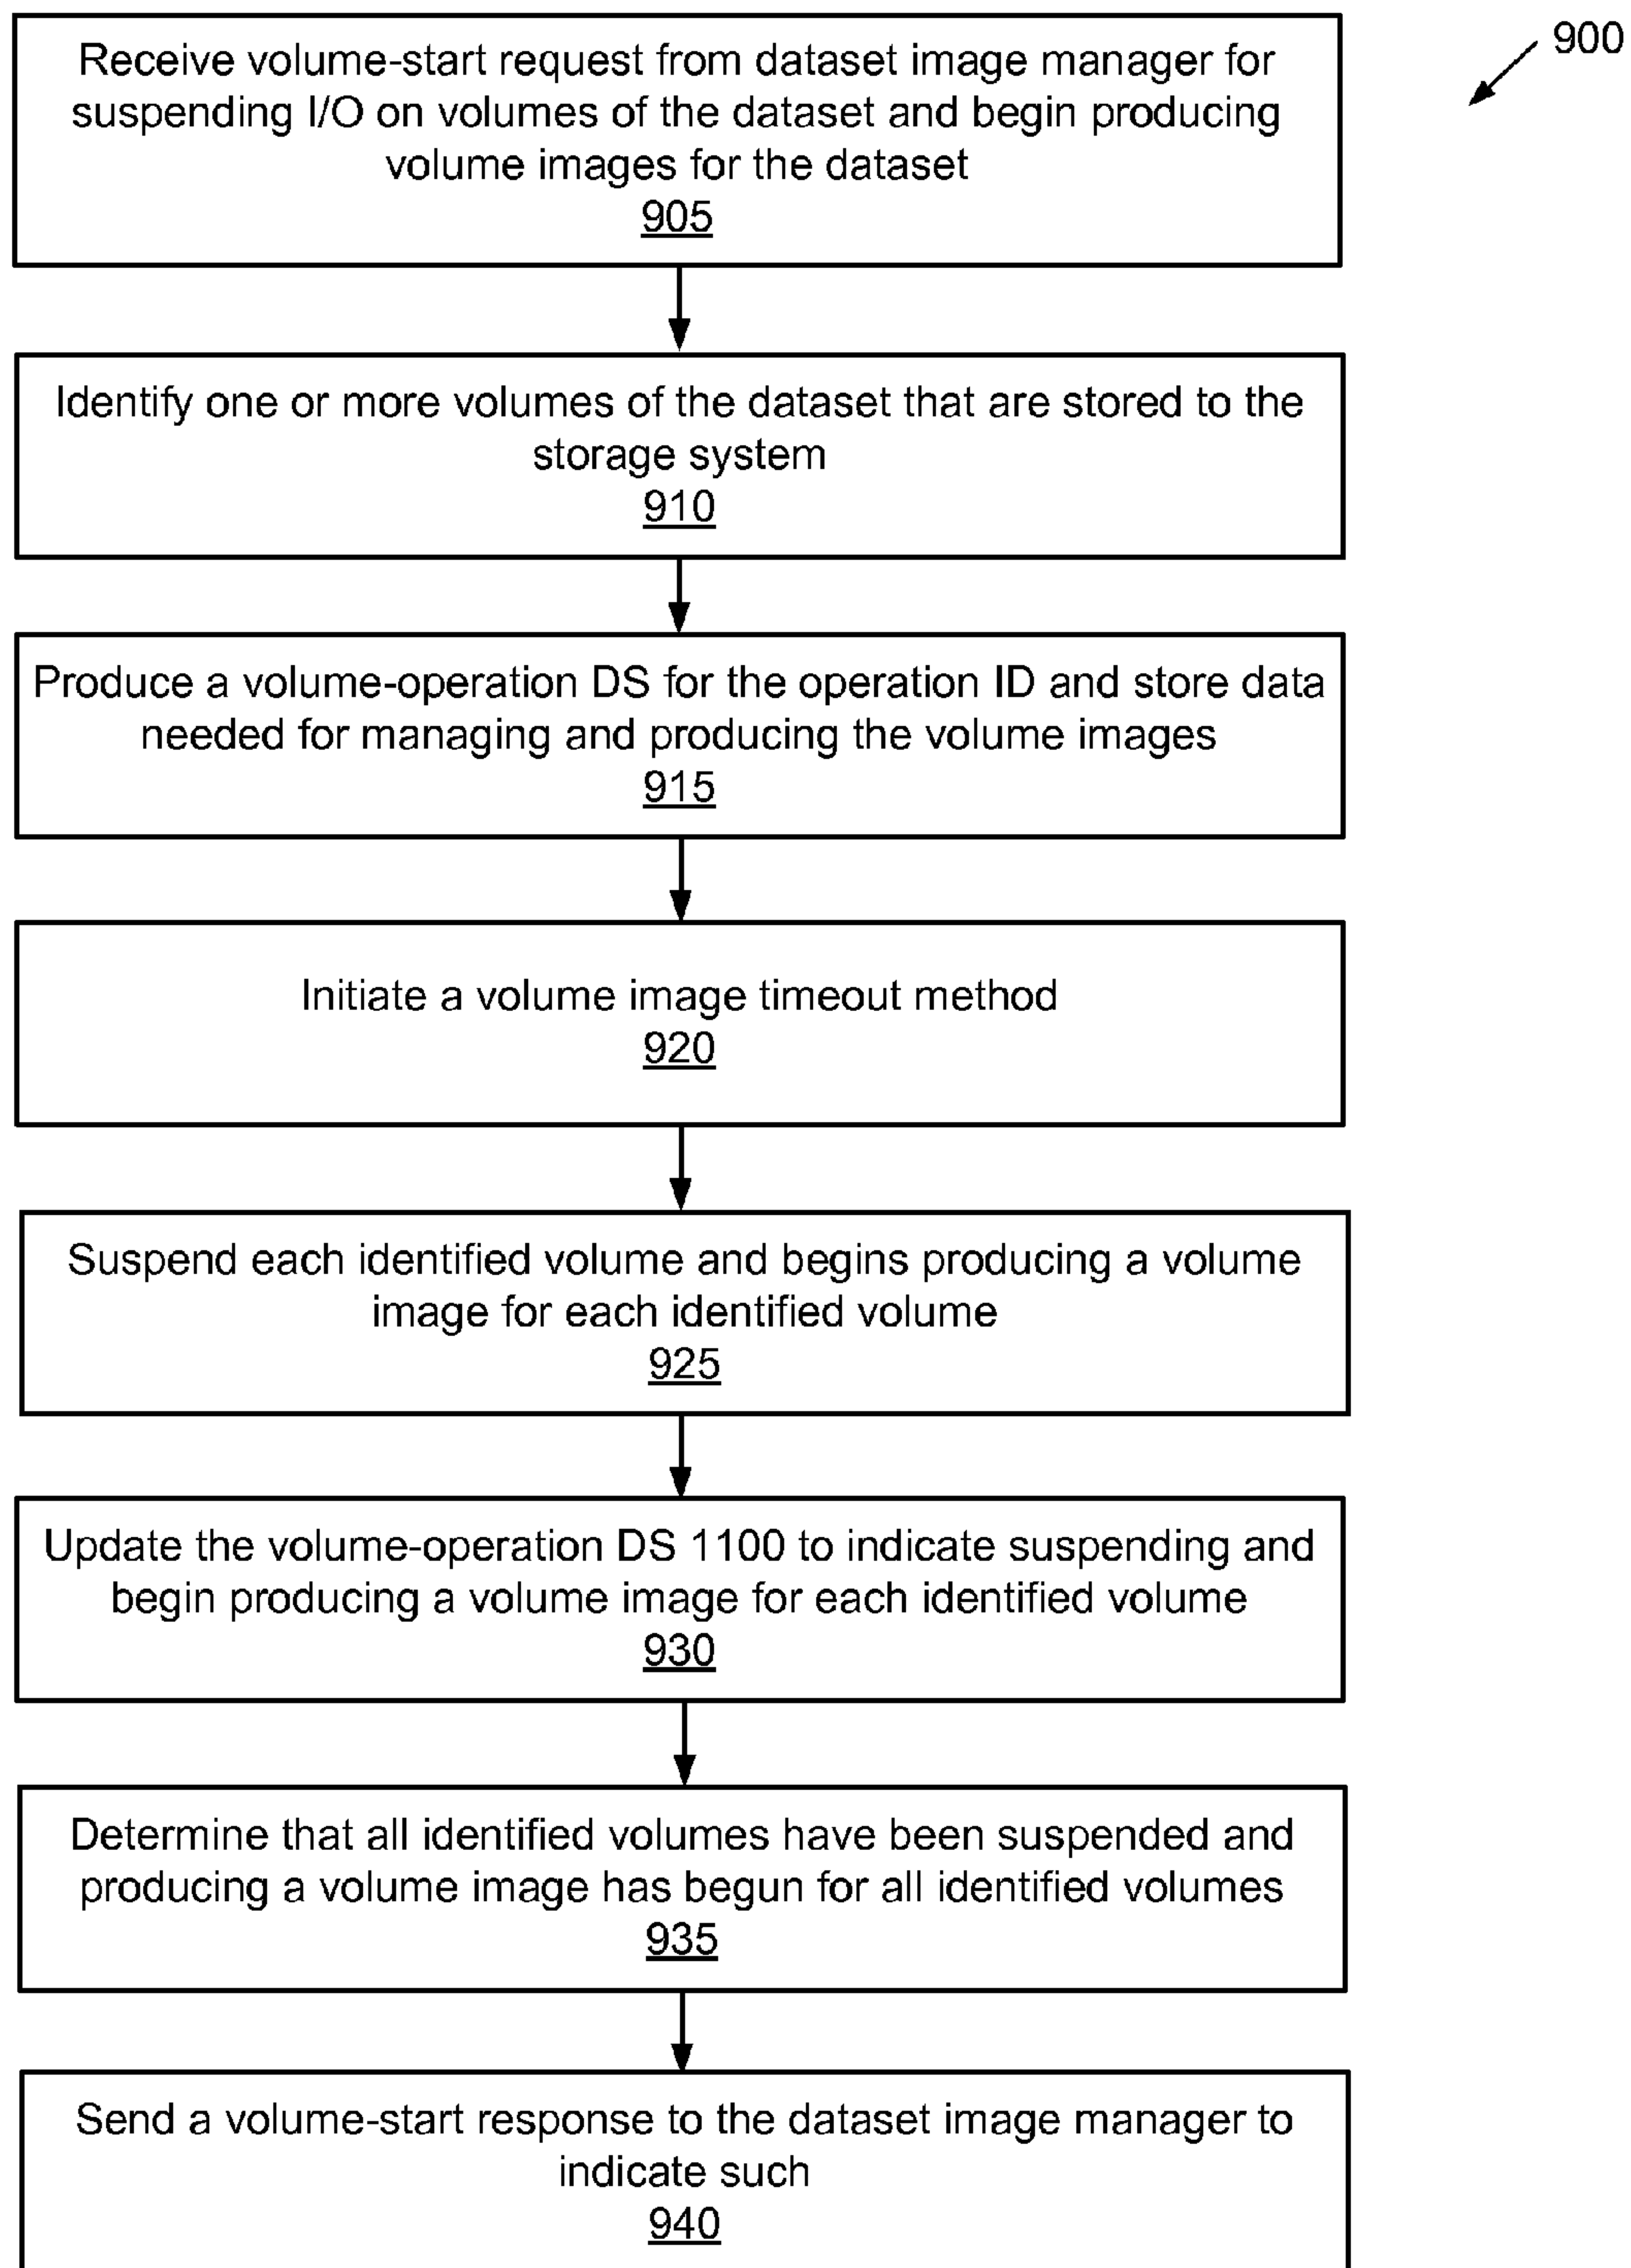 900
Receive volume-start request from dataset image manager for
suspending I/O on volumes of the dataset and begin producing
volume images for the dataset
905
Identify one or more volumes of the dataset that are stored to the
storage system
910
Produce a volume-operation DS for the operation ID and store data
needed for managing and producing the volume images
915
Initiate a volume image timeout method
920
Suspend each identified volume and begins producing a volume
image for each identified volume
925
Update the volume-operation DS 1100 to indicate suspending and
begin producing a volume image for each identified volume
930
Determine that all identified volumes have been suspended and
producing a volume image has begun for all identified volumes
935
Send a volume-start response to the dataset image manager to
indicate such
940